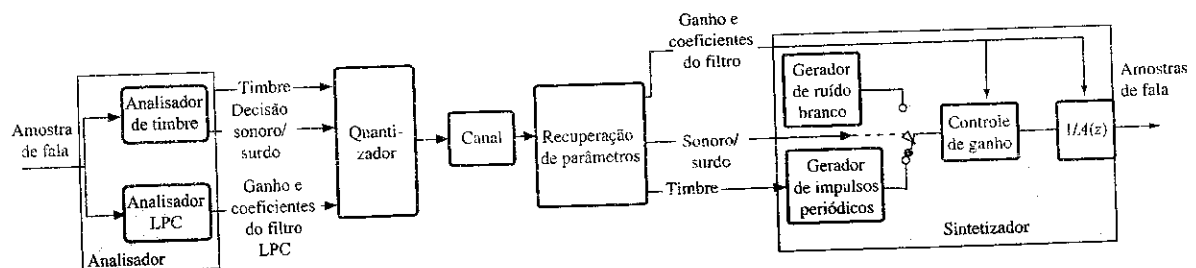 Amostra
de fala
Analisador
de timbre
Analisador
LPC
Analisador
Timbre
Decisão
sonoro/
surdo
Ganho e
coeficientes
do filtro
LPC
Quanti-
zador
Canal
Recuperação
de parâmetros
Ganho e
coeficientes
do filtro
Sonoro/
surdo
Timbre
Gerador
de ruído
branco
Gerador
de impulsos
periódicos
Controle
de ganho
1/A(z)
Sintetizador
Amostras
de fala